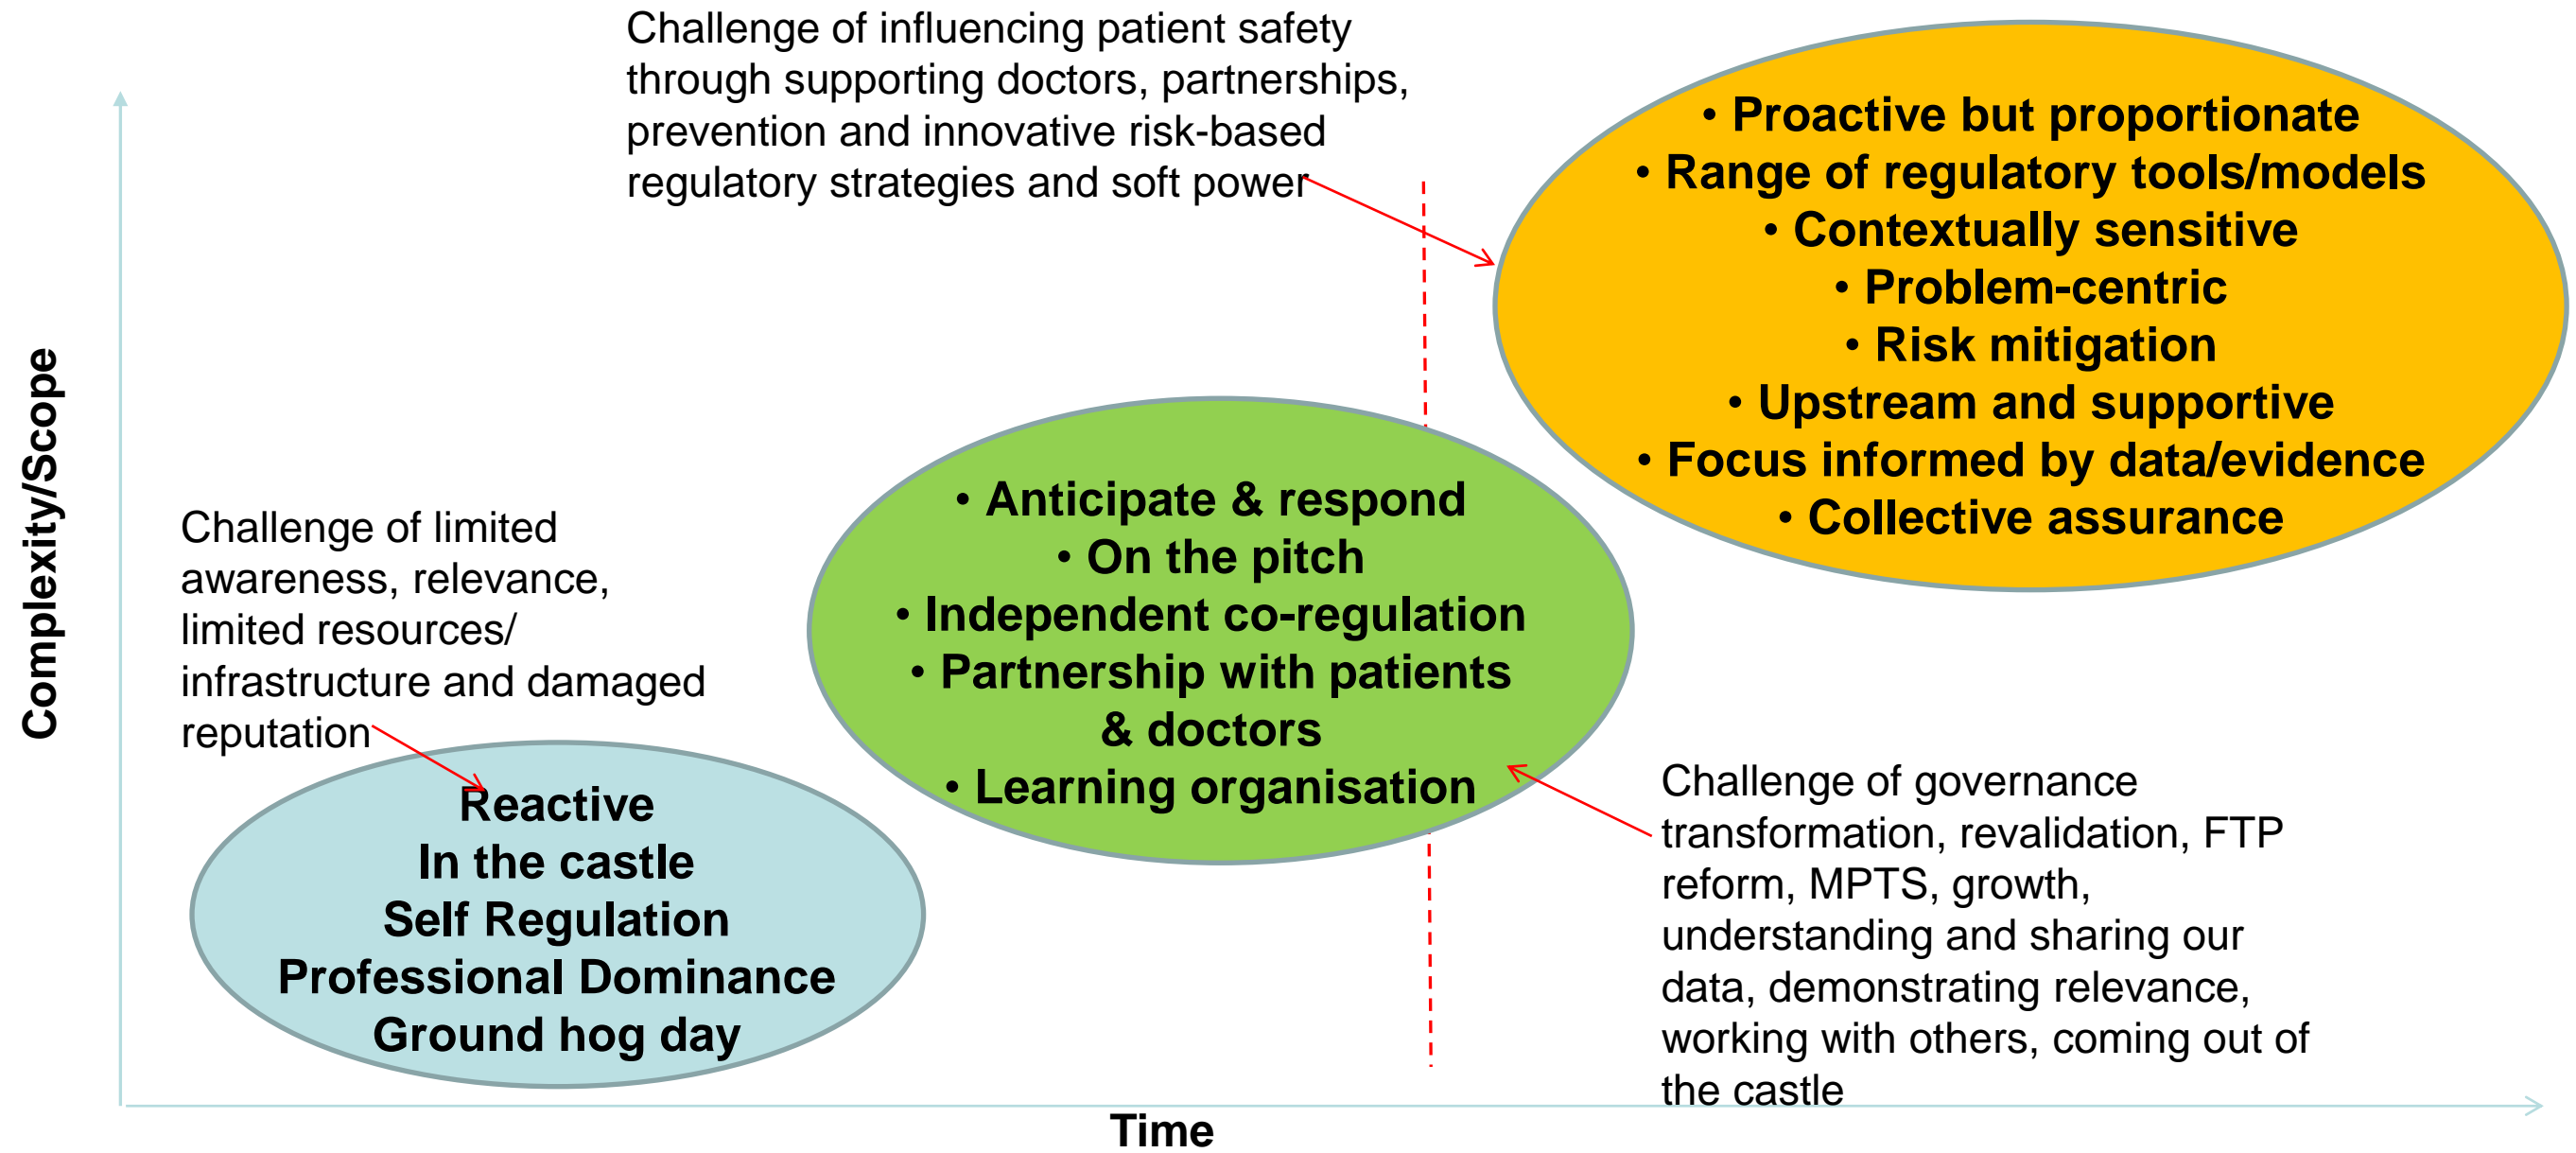 Challenge of influencing patient safety
through supporting doctors, partnerships,
prevention and innovative risk-based
regulatory strategies and soft power
• Proactive but proportionate
• Range of regulatory tools/models
• Contextually sensitive
• Problem-centric
• Risk mitigation
• Upstream and supportive
• Focus informed by data/evidence
• Collective assurance
Complexity/Scope
Challenge of limited
awareness, relevance,
limited resources/
infrastructure and damaged
reputation
• Anticipate & respond
• On the pitch
• Independent co-regulation
• Partnership with patients
& doctors
• Learning organisation
Reactive
In the castle
Self Regulation
Professional Dominance
Ground hog day
Challenge of governance
transformation, revalidation, FTP
reform, MPTS, growth,
understanding and sharing our
data, demonstrating relevance,
working with others, coming out of
the castle
Time